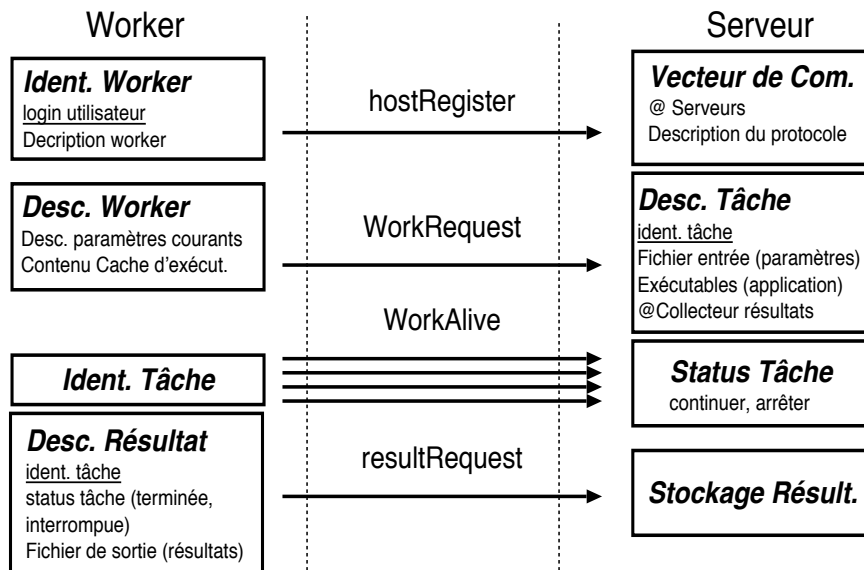 Worker
Serveur
Ident. Worker
login utilisateur
Decription worker
hostRegister
Vecteur de Com.
@ Serveurs
Description du protocole
Desc. Worker
Desc. paramètres courants
Contenu Cache d'exécut.
WorkRequest
Desc. Tâche
ident. tâche
Fichier entrée (paramètres)
Exécutables (application)
@Collecteur résultats
WorkAlive
Ident. Tâche
Status Tâche
continuer, arrêter
Desc. Résultat
ident. tâche
status tâche (terminée,
interrompue)
Fichier de sortie (résultats)
resultRequest
Stockage Résult.